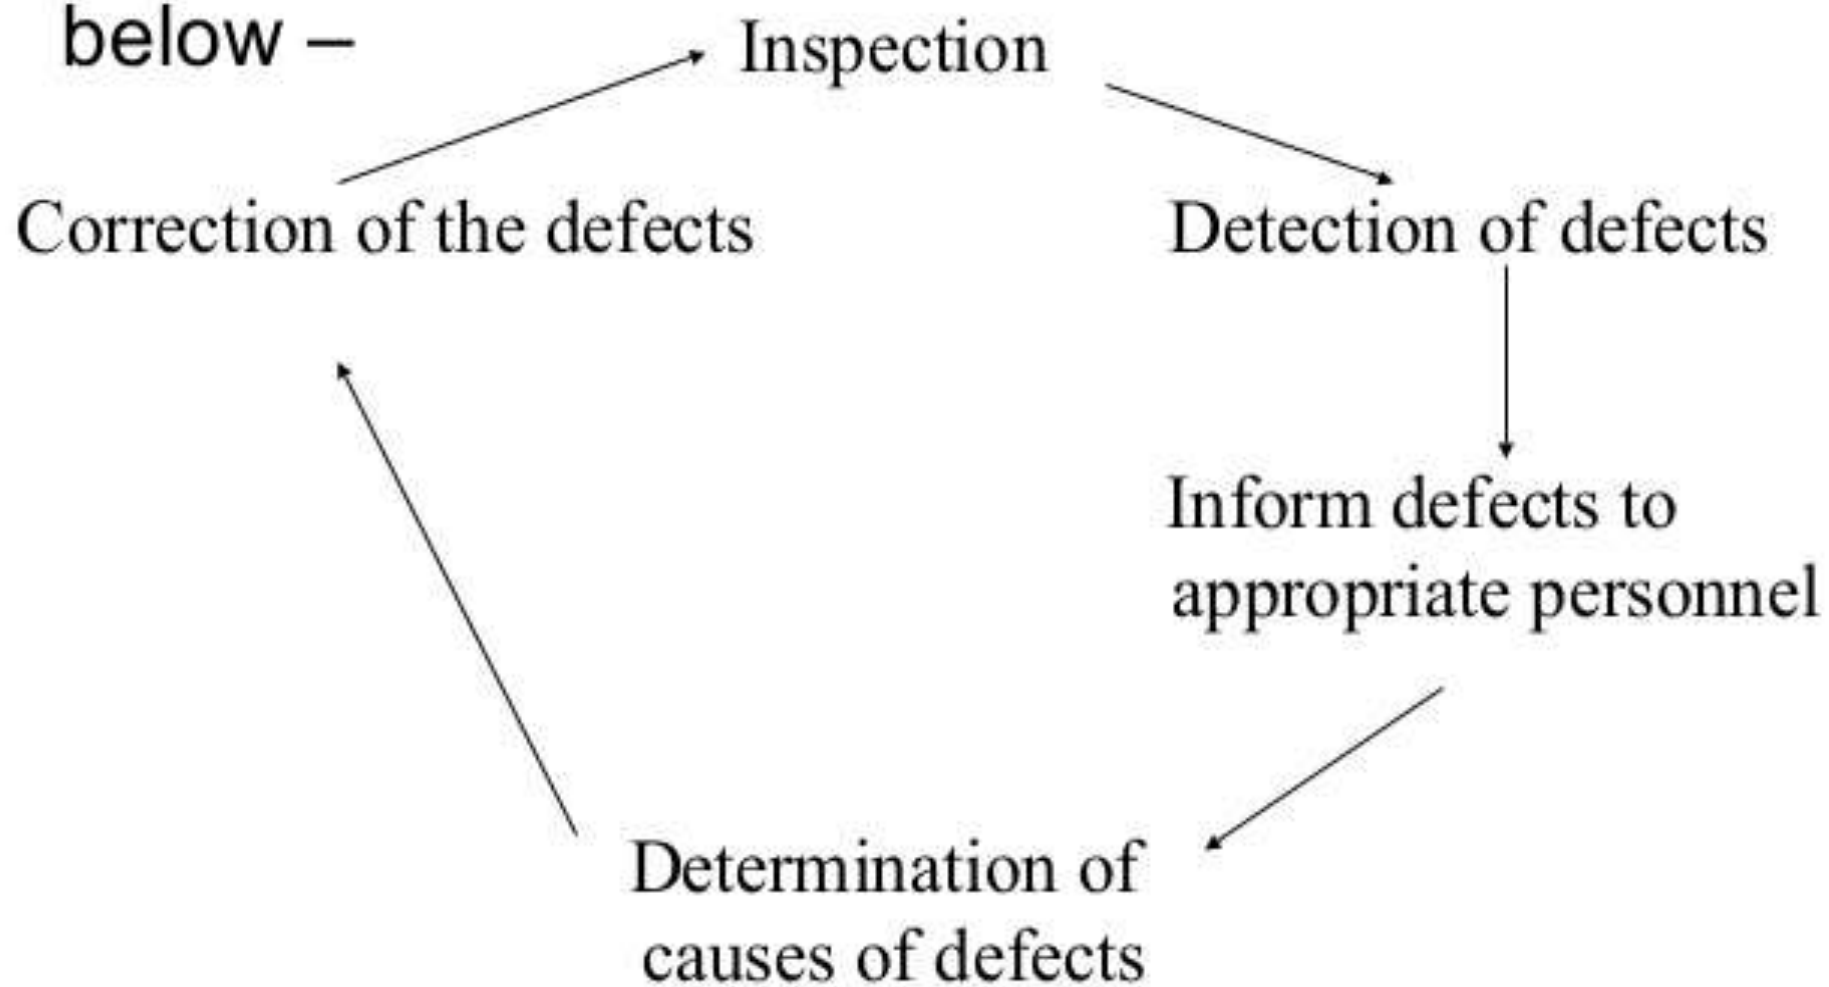 below –
Inspection
Correction of the defects
Detection of defects
Inform defects to
appropriate personnel
Determination of
causes of defects